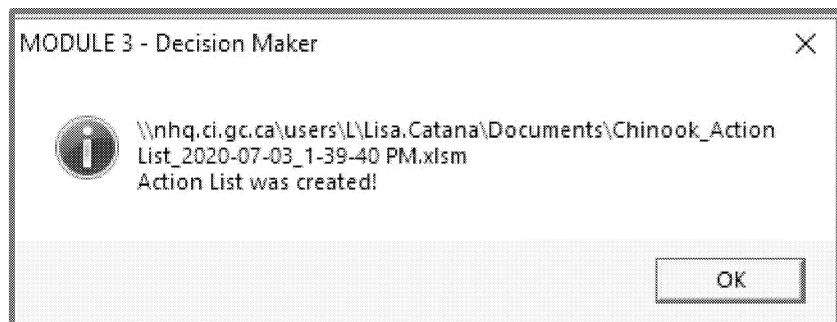 MODULE 3 - Decision Maker
\\nhq.ci.gc.ca\users\L\Lisa.Catana\Documents\Chinook_Action
List_2020-07-03_1-39-40 PM.xlsm
Action List was created!
OK